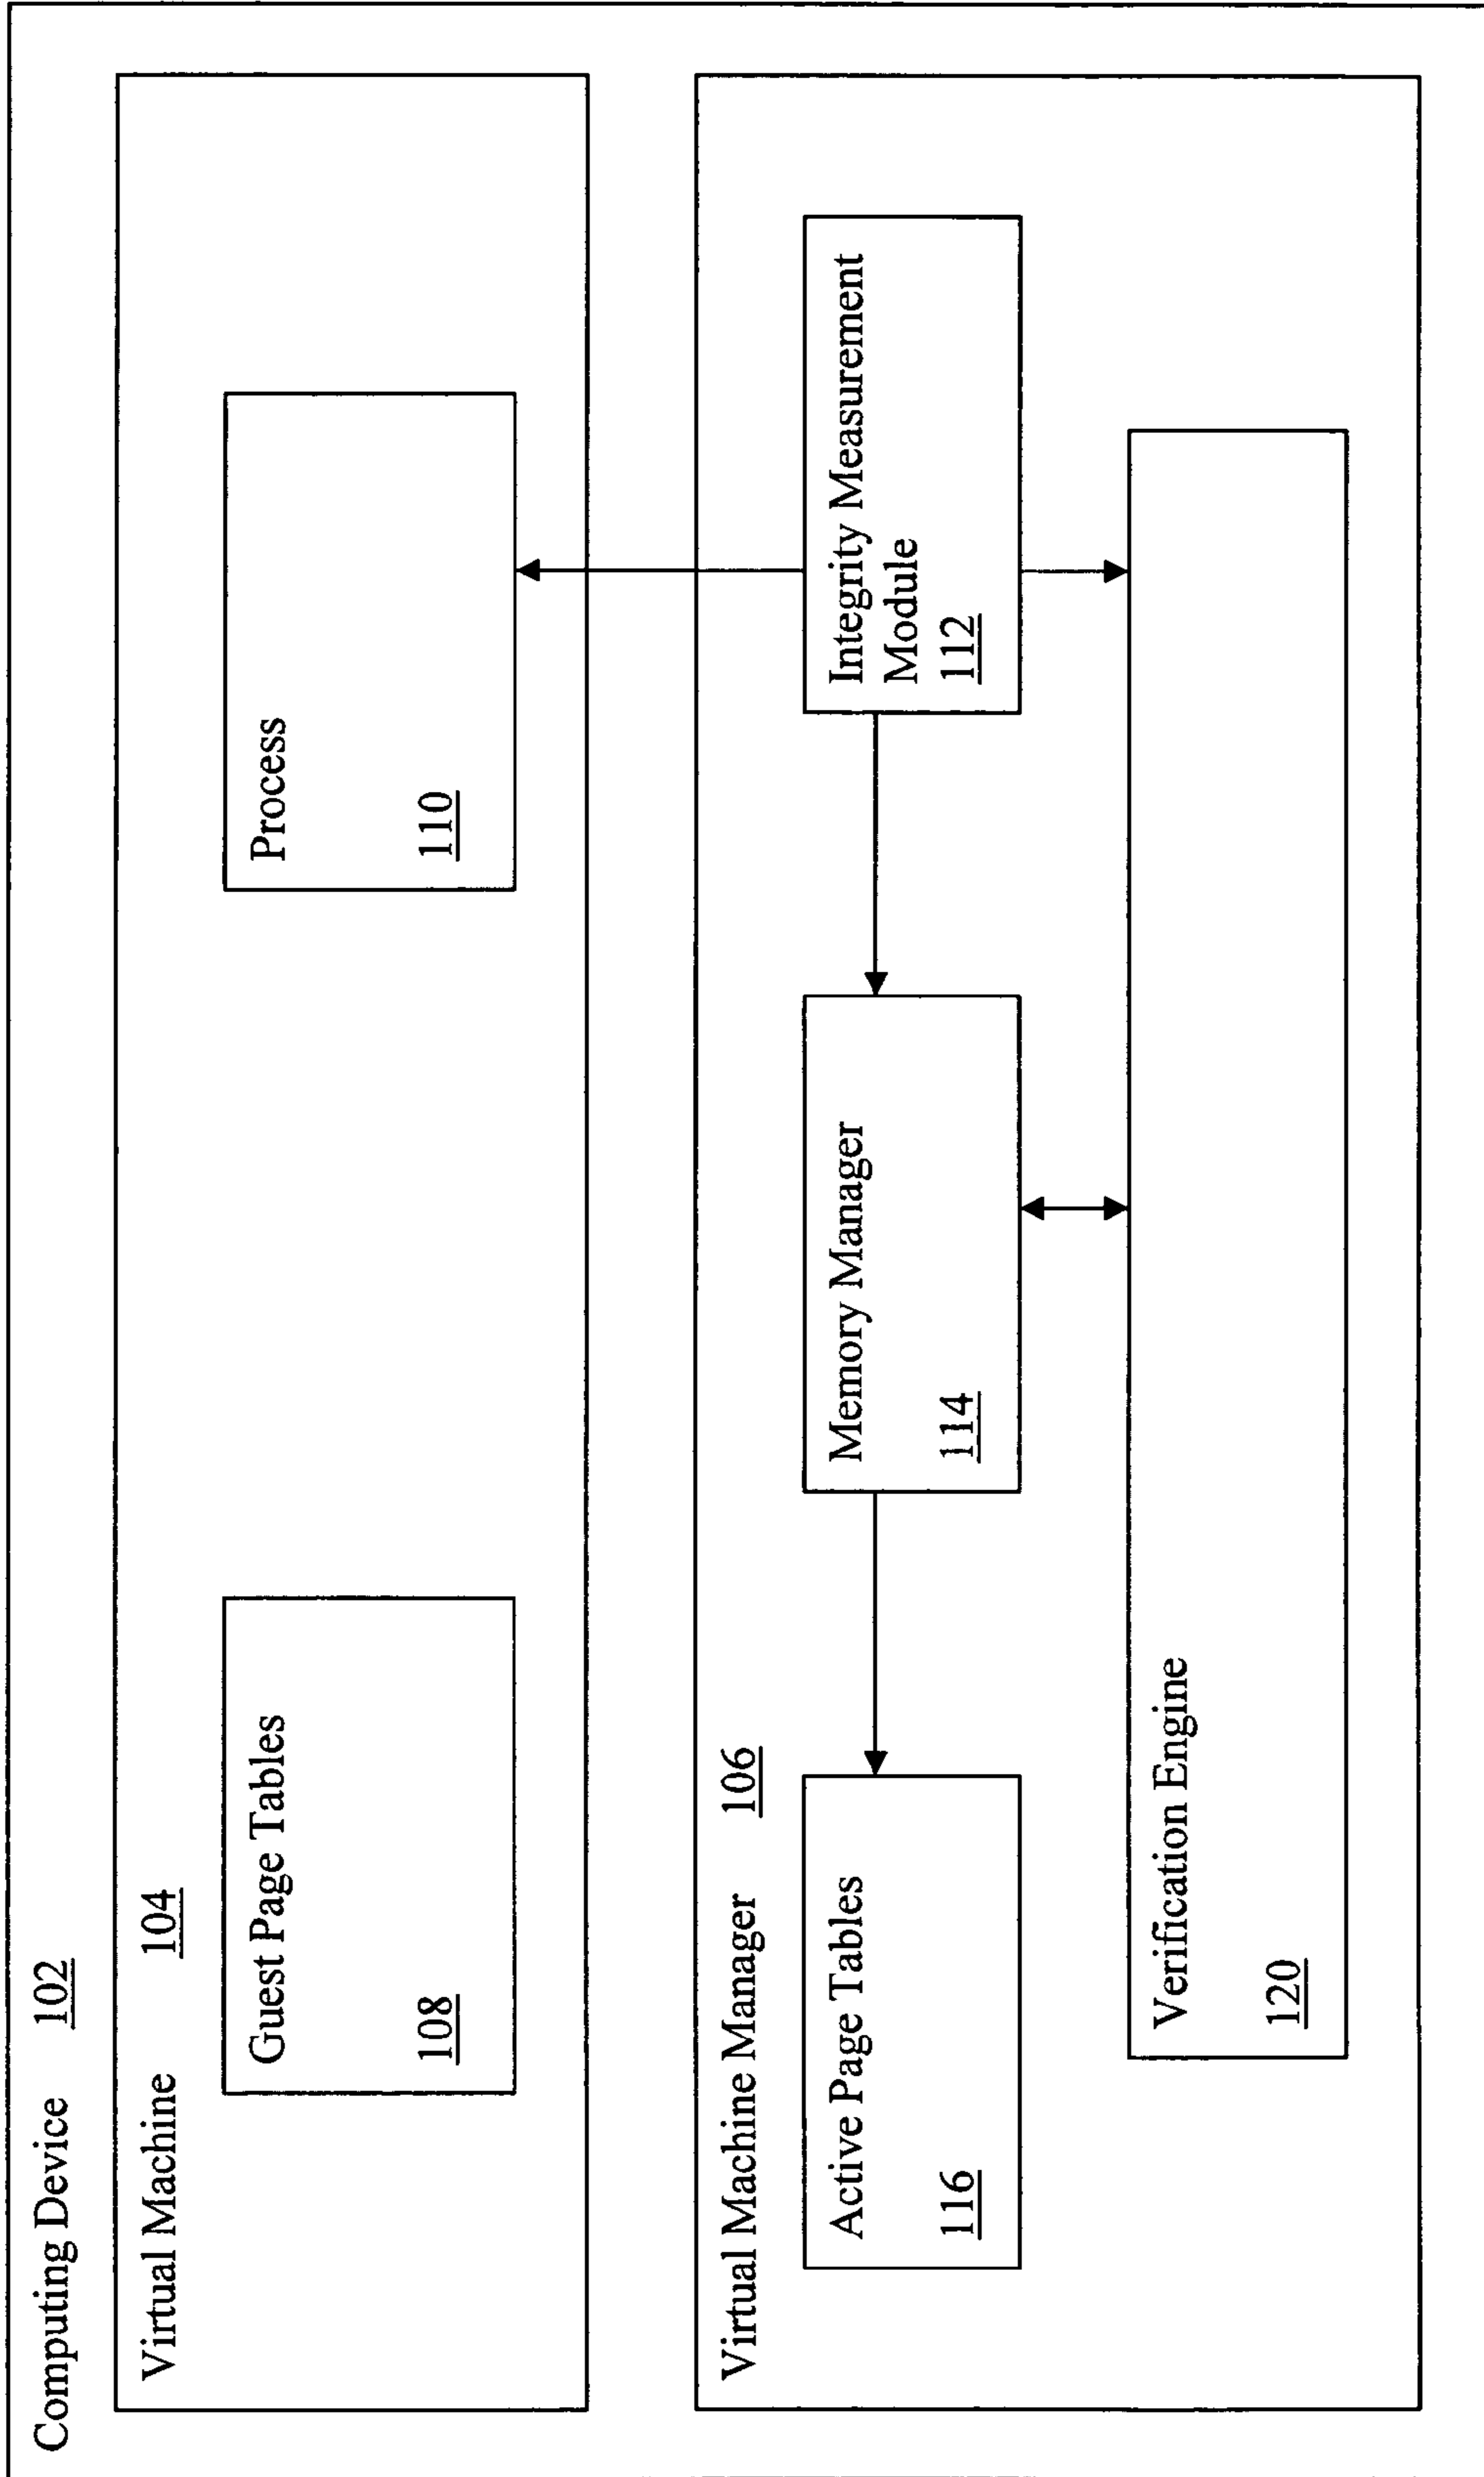 Computing Device 102
Virtual Machine 104
Guest Page Tables
108
Process
110
Virtual Machine Manager 106
Active Page Tables
116
Memory Manager
114
Integrity Measurement
Module
112
Verification Engine
120